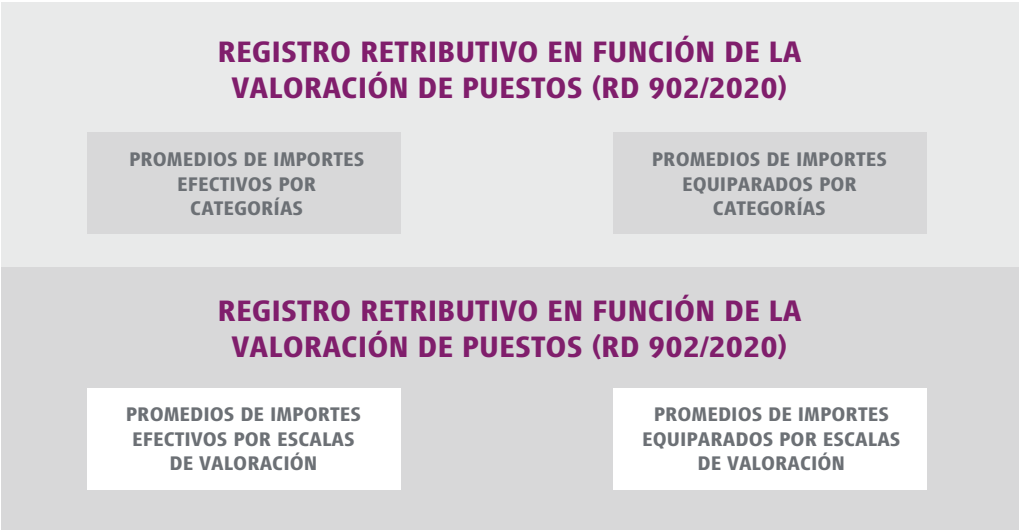 REGISTRO RETRIBUTIVO EN FUNCIÓN DE LA
VALORACIÓN DE PUESTOS (RD 902/2020)
PROMEDIOS DE IMPORTES
EFECTIVOS POR
CATEGORÍAS
PROMEDIOS DE IMPORTES
EQUIPARADOS POR
CATEGORÍAS
REGISTRO RETRIBUTIVO EN FUNCIÓN DE LA
VALORACIÓN DE PUESTOS (RD 902/2020)
PROMEDIOS DE IMPORTES
EFECTIVOS POR ESCALAS
DE VALORACIÓN
PROMEDIOS DE IMPORTES
EQUIPARADOS POR ESCALAS
DE VALORACIÓN